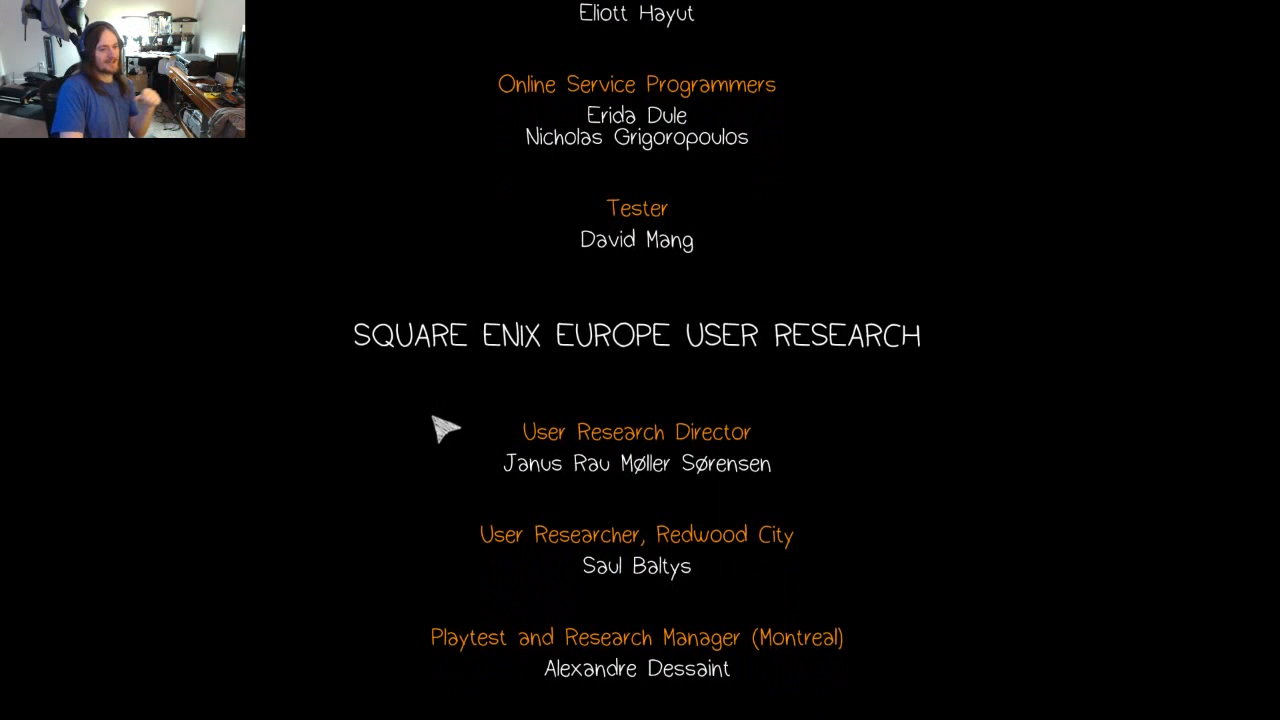 Eliott Hayut
Online Service Programmers
Erida Dule
Nicholas Grigoropoulos
Tester
David Mang
SQUARE ENIX EUROPE USER RESEARCH
User Research Director
Janus Rau Møller Sørensen
User Researcher, Redwood City
Saul Baltys
Playtest and Research Manager (Montreal)
Alexandre Dessaint